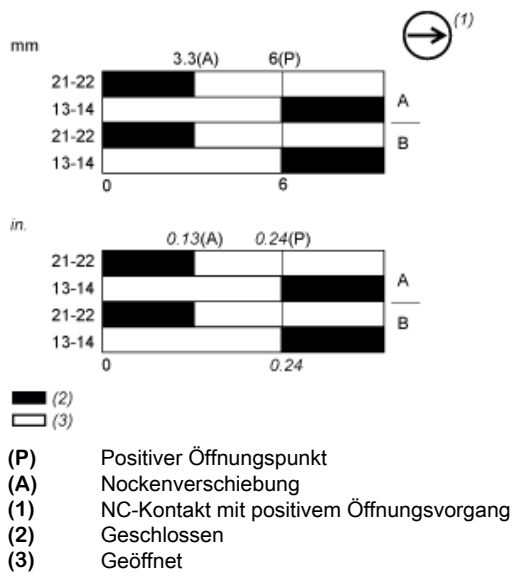 (1)
mm
3.3(A) 6(P)
21-22
13-14 A
21-22 B
13-14
0 6
in.
0.13(A) 0.24(P)
21-22
13-14 A
21-22 B
13-14
0 0.24
(2)
(3)
(P) Positiver Öffnungspunkt
(A) Nockenverschiebung
(1) NC-Kontakt mit positivem Öffnungsvorgang
(2) Geschlossen
(3) Geöffnet